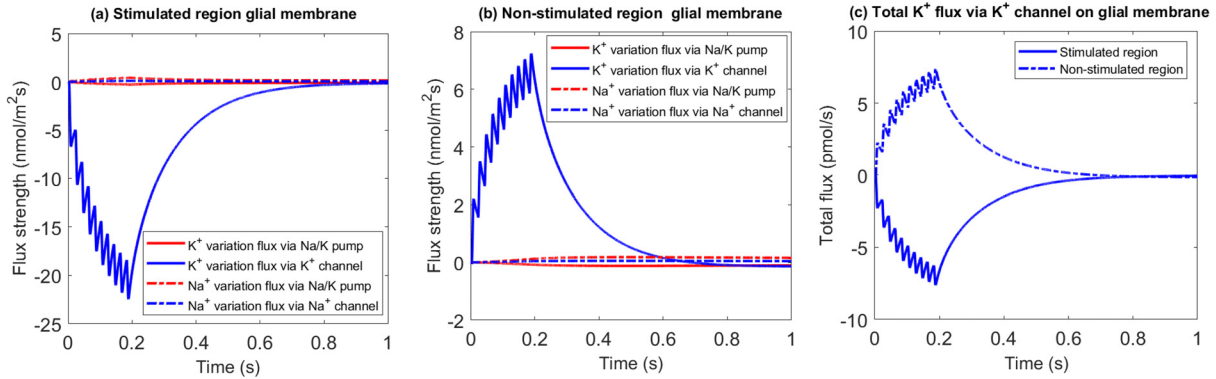 (a) Stimulated region glial membrane
Flux strength (nmol/m²s)
5
0
-5
-10
-15
-20
-25
K⁺ variation flux via Na/K pump
K⁺ variation flux via K⁺ channel
Na⁺ variation flux via Na/K pump
Na⁺ variation flux via Na⁺ channel
0 0.2 0.4 0.6 0.8 1
Time (s)
(b) Non-stimulated region glial membrane
Flux strength (nmol/m²s)
8
6
4
2
0
-2
K⁺ variation flux via Na/K pump
K⁺ variation flux via K⁺ channel
Na⁺ variation flux via Na/K pump
Na⁺ variation flux via Na⁺ channel
0 0.2 0.4 0.6 0.8 1
Time (s)
(c) Total K⁺ flux via K⁺ channel on glial membrane
Total flux (pmol/s)
10
5
0
-5
-10
Stimulated region
Non-stimulated region
0 0.2 0.4 0.6 0.8 1
Time (s)